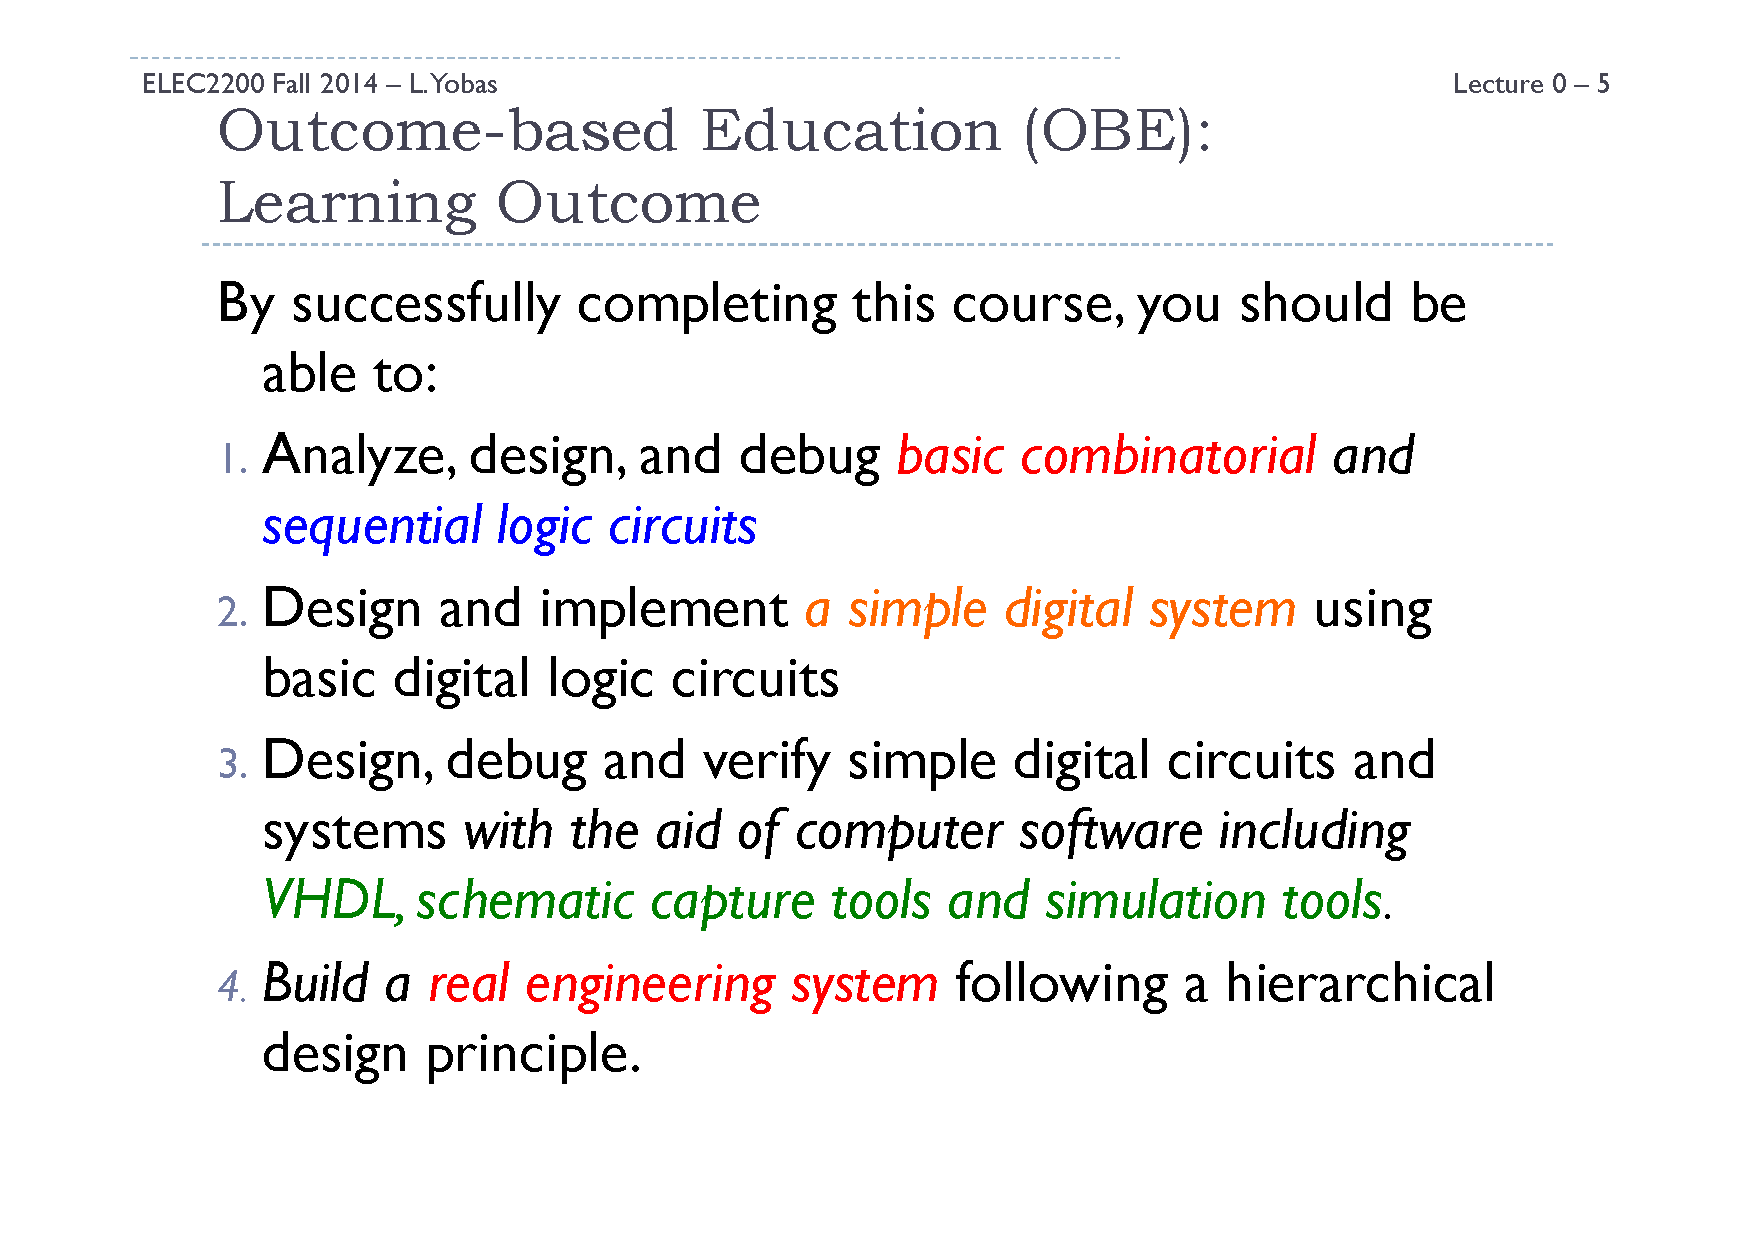 ELEC2200 Fall 2014 – L. Yobas
Lecture 0 – 5
Outcome-based Education (OBE):
Learning Outcome
By successfully completing this course, you should be
able to:
1. Analyze, design, and debug basic combinatorial and
sequential logic circuits
2. Design and implement a simple digital system using
basic digital logic circuits
3. Design, debug and verify simple digital circuits and
systems with the aid of computer software including
VHDL, schematic capture tools and simulation tools.
4. Build a real engineering system following a hierarchical
design principle.